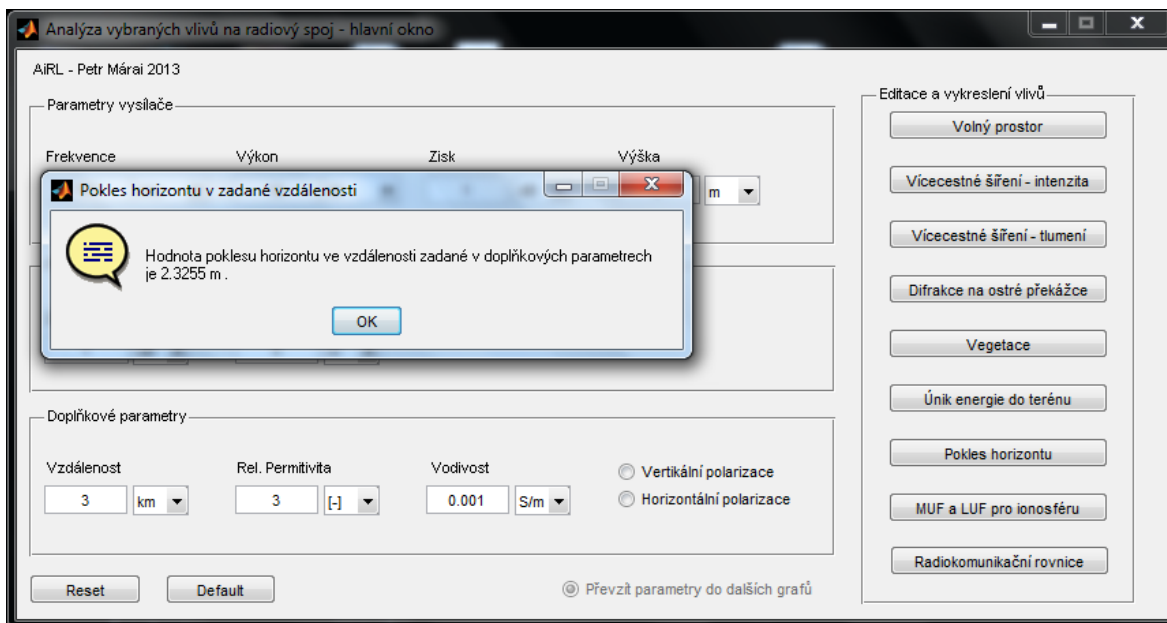 Analýza vybraných vlivů na radiový spoj - hlavní okno
AiRL - Petr Márai 2013
Parametry vysílače
Frekvence
Výkon
Zisk
Výška
m
Pokles horizontu v zadané vzdálenosti
Hodnota poklesu horizontu ve vzdálenosti zadané v doplňkových parametrech
je 2.3255 m .
OK
Doplňkové parametry
Vzdálenost
Rel. Permitivita
Vodivost
3
km
3
[-]
0.001
S/m
Vertikální polarizace
Horizontální polarizace
Reset
Default
Převzít parametry do dalších grafů
Editace a vykreslení vlivů
Volný prostor
Vícecestné šíření - intenzita
Vícecestné šíření - tlumení
Difrakce na ostré překážce
Vegetace
Únik energie do terénu
Pokles horizontu
MUF a LUF pro ionosféru
Radiokomunikační rovnice